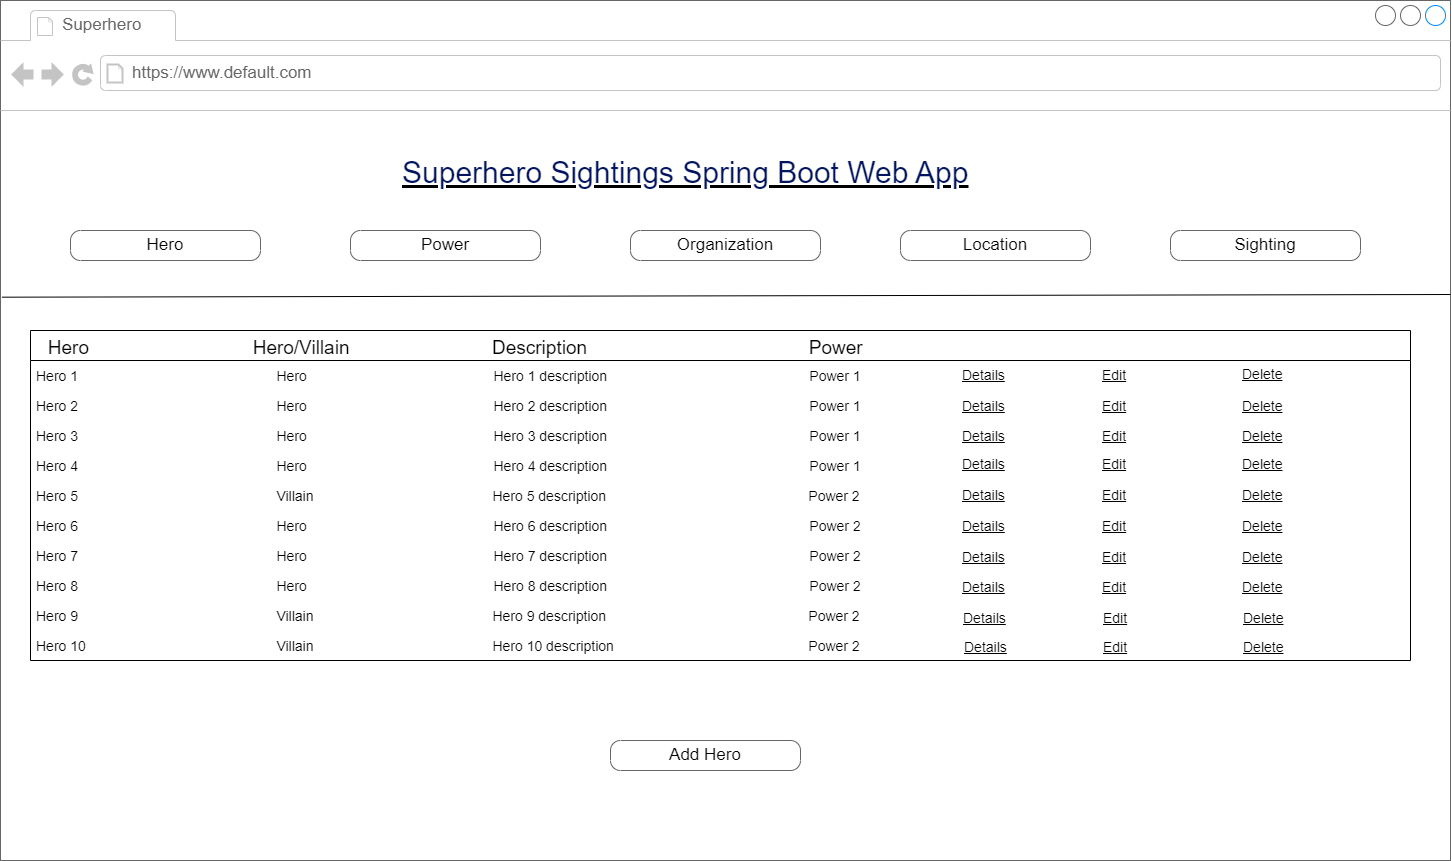 Superhero
https://www.default.com
Superhero Sightings Spring Boot Web App
Hero Power Organization Location Sighting
Hero Hero/Villain Description Power
Hero 1 Hero Hero 1 description Power 1 Details Edit Delete
Hero 2 Hero Hero 2 description Power 1 Details Edit Delete
Hero 3 Hero Hero 3 description Power 1 Details Edit Delete
Hero 4 Hero Hero 4 description Power 1 Details Edit Delete
Hero 5 Villain Hero 5 description Power 2 Details Edit Delete
Hero 6 Hero Hero 6 description Power 2 Details Edit Delete
Hero 7 Hero Hero 7 description Power 2 Details Edit Delete
Hero 8 Hero Hero 8 description Power 2 Details Edit Delete
Hero 9 Villain Hero 9 description Power 2 Details Edit Delete
Hero 10 Villain Hero 10 description Power 2 Details Edit Delete
Add Hero